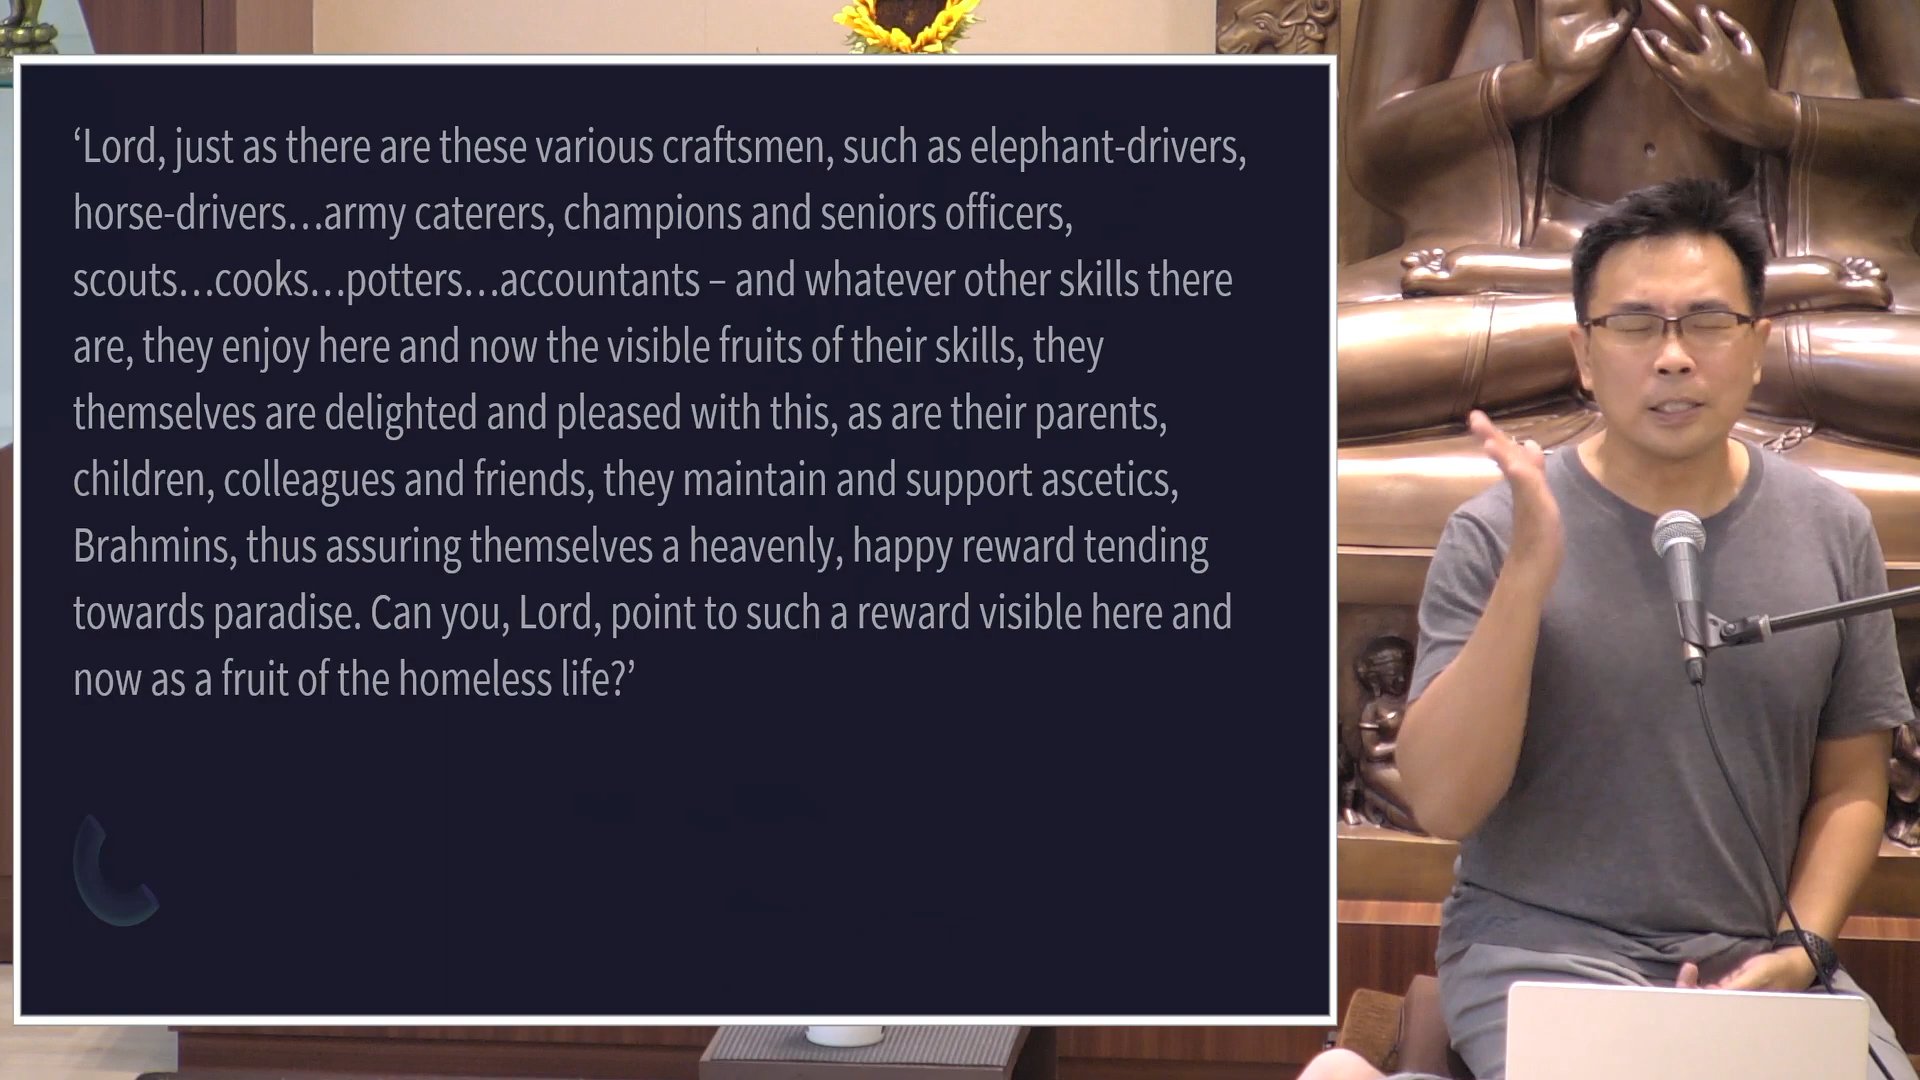 ‘Lord, just as there are these various craftsmen, such as elephant-drivers,
horse-drivers…army caterers, champions and seniors officers,
scouts…cooks…potters…accountants – and whatever other skills there
are, they enjoy here and now the visible fruits of their skills, they
themselves are delighted and pleased with this, as are their parents,
children, colleagues and friends, they maintain and support ascetics,
Brahmins, thus assuring themselves a heavenly, happy reward tending
towards paradise. Can you, Lord, point to such a reward visible here and
now as a fruit of the homeless life?’